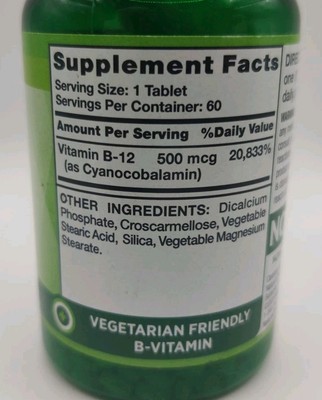 Supplement Facts
Serving Size: 1 Tablet
Servings Per Container: 60
Amount Per Serving %Daily Value
Vitamin B-12 500 mcg 20,833%
(as Cyanocobalamin)
OTHER INGREDIENTS: Dicalcium
Phosphate, Croscarmellose, Vegetable
Stearic Acid, Silica, Vegetable Magnesium
Stearate.
VEGETARIAN FRIENDLY
B-VITAMIN